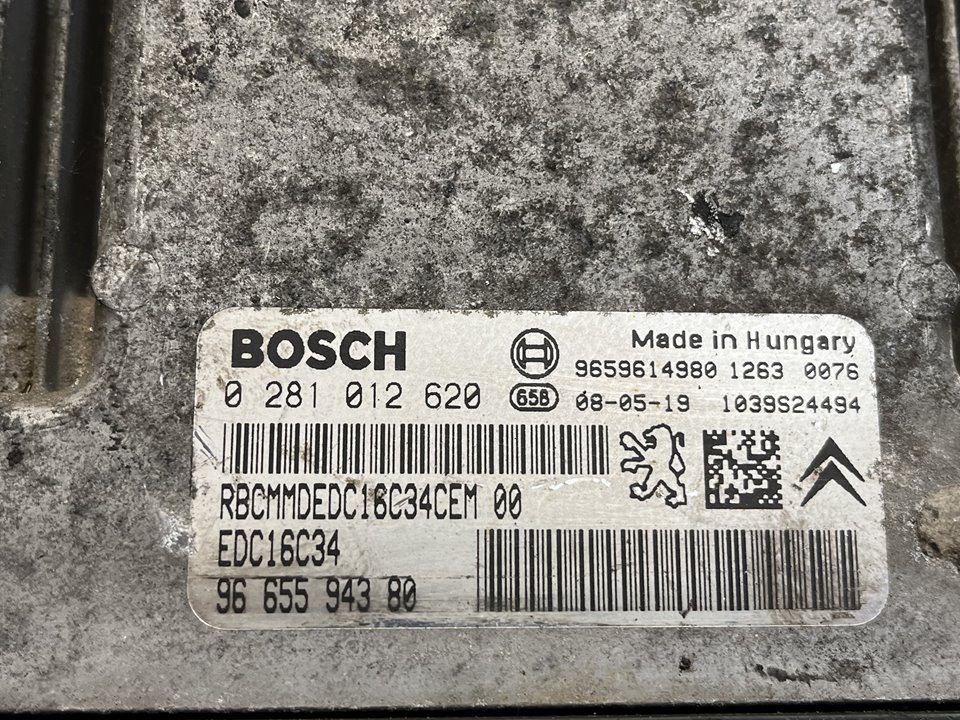 BOSCH
Made in Hungary
9659614980 1263 0076
0 281 012 620
656
08-05-19 1039S24494
RBCMMDEDC16C34CEM 00
EDC16C34
96 655 943 80